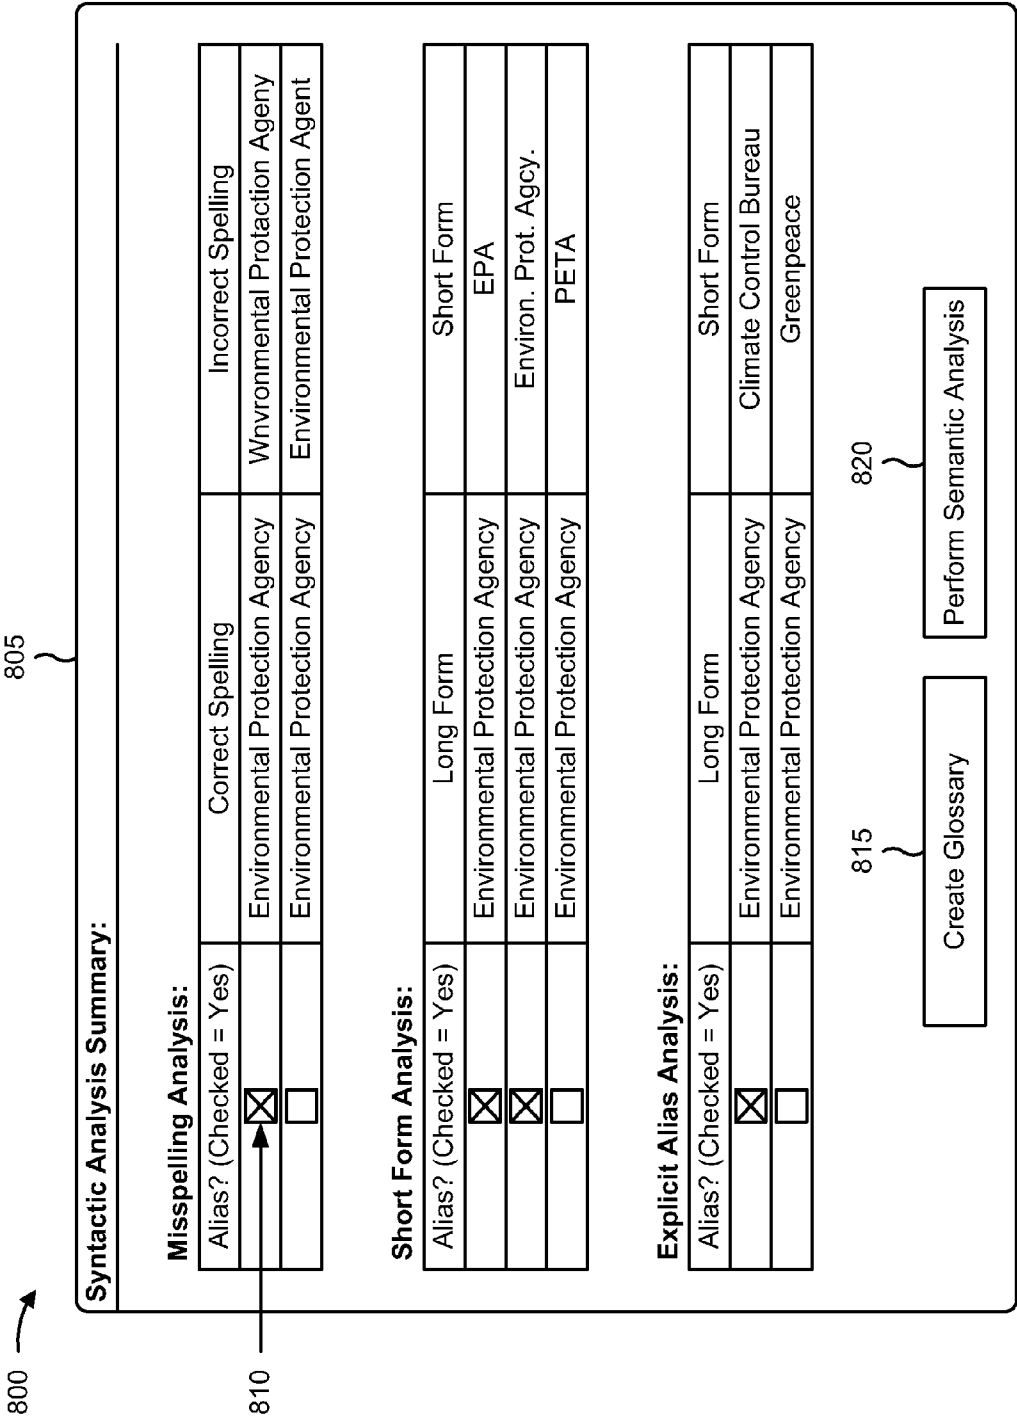 800
805
Syntactic Analysis Summary:
Misspelling Analysis:
Alias? (Checked = Yes) Correct Spelling Incorrect Spelling
810
Environmental Protection Agency Wnvronmental Protaction Ageny
Environmental Protection Agency Environmental Protection Agent
Short Form Analysis:
Alias? (Checked = Yes) Long Form Short Form
Environmental Protection Agency EPA
Environmental Protection Agency Environ. Prot. Agcy.
Environmental Protection Agency PETA
Explicit Alias Analysis:
Alias? (Checked = Yes) Long Form Short Form
Environmental Protection Agency Climate Control Bureau
Environmental Protection Agency Greenpeace
815 820
Create Glossary Perform Semantic Analysis